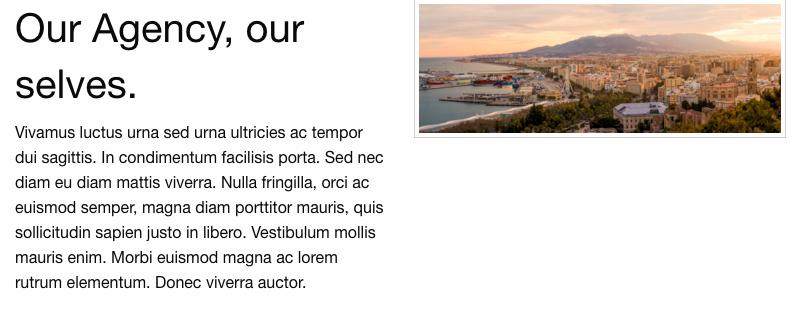 Our Agency, our
selves.
Vivamus luctus urna sed urna ultricies ac tempor
dui sagittis. In condimentum facilisis porta. Sed nec
diam eu diam mattis viverra. Nulla fringilla, orci ac
euismod semper, magna diam porttitor mauris, quis
sollicitudin sapien justo in libero. Vestibulum mollis
mauris enim. Morbi euismod magna ac lorem
rutrum elementum. Donec viverra auctor.